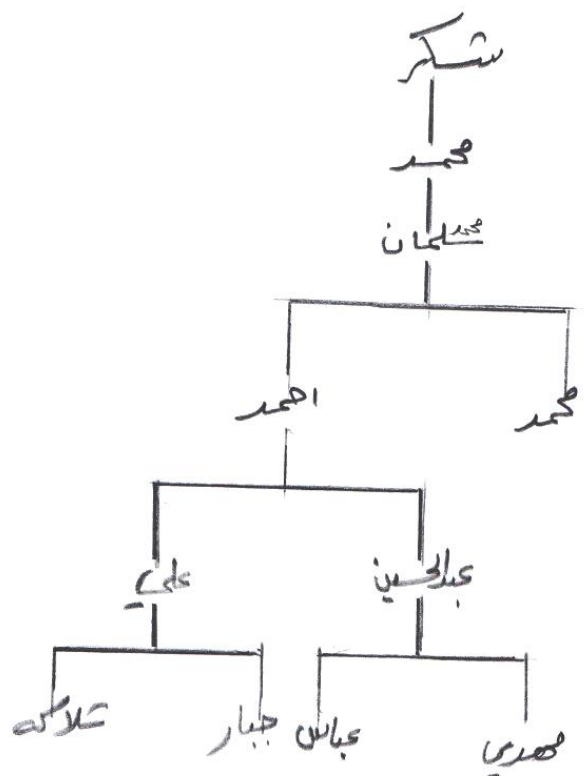 شكر
محمد
محمد سلمان
محمد احمد
عبدالحسين علي
مهدي عباس جبار